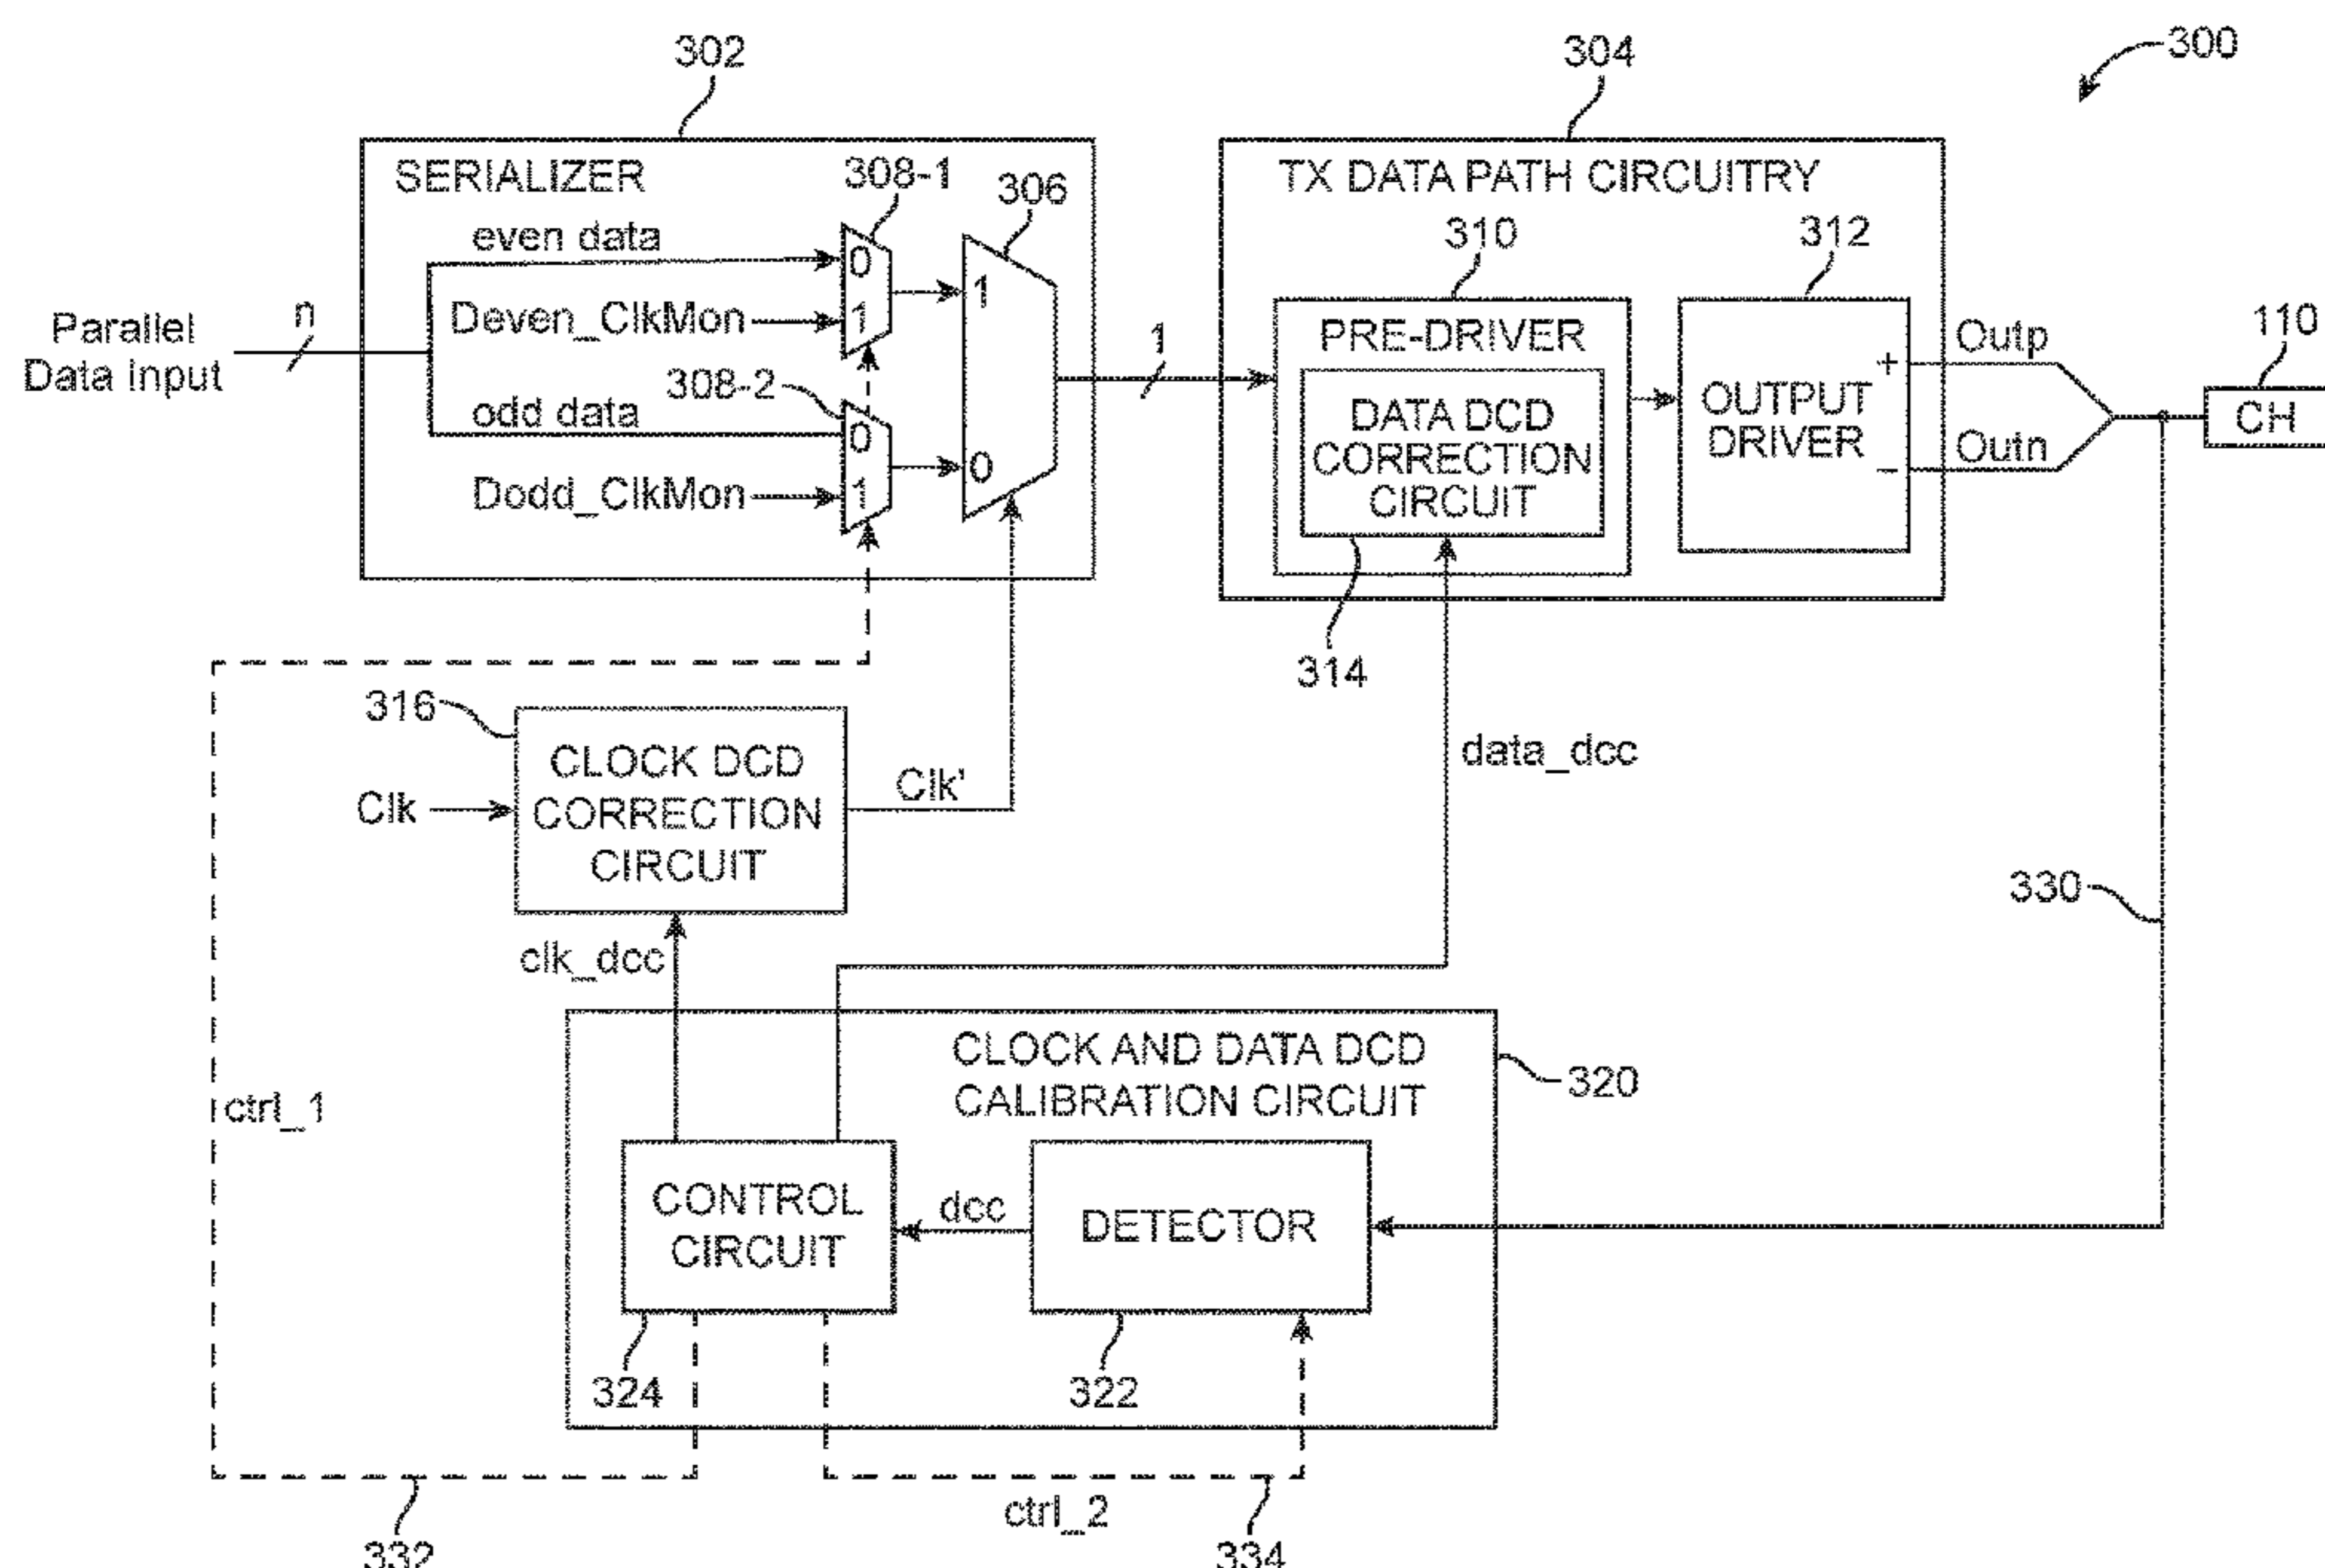 302
304
300
SERIALIZER
308-1
306
TX DATA PATH CIRCUITRY
even data
0
310
312
Parallel
Data Input
n
Deven_ClkMon
1
1
1
PRE-DRIVER
Outp
110
308-2
+
odd data
0
DATA DCD
CORRECTION
CIRCUIT
OUTPUT
DRIVER
CH
Dodd_ClkMon
1
0
Outn
−
314
316
CLOCK DCD
CORRECTION
CIRCUIT
Clk
Clk'
data_dcc
330
clk_dcc
CLOCK AND DATA DCD
CALIBRATION CIRCUIT
320
ctrl_1
CONTROL
CIRCUIT
dcc
DETECTOR
324
322
ctrl_2
332
334